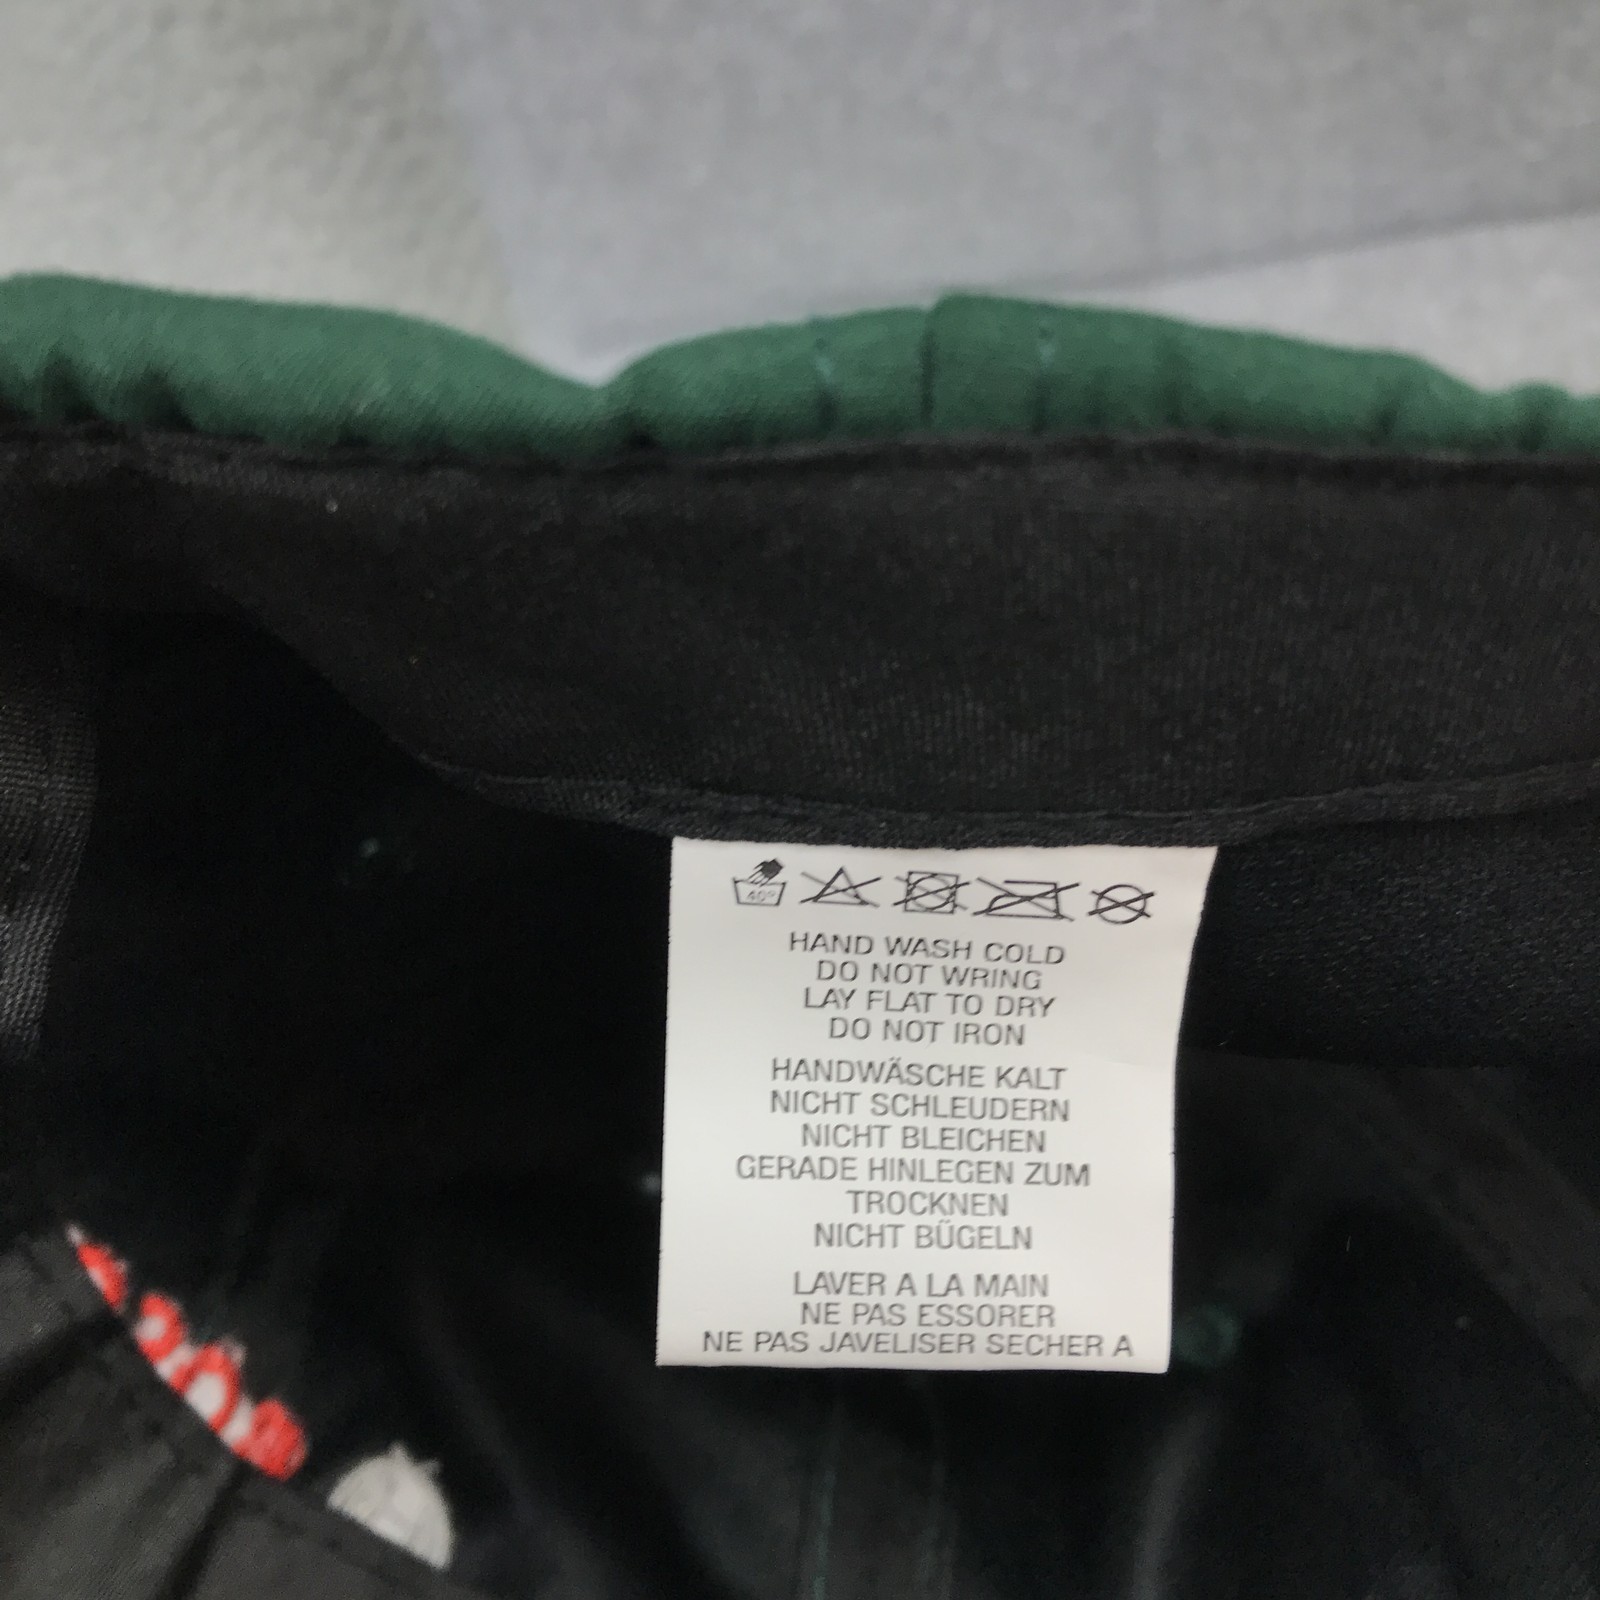 40°
HAND WASH COLD
DO NOT WRING
LAY FLAT TO DRY
DO NOT IRON
HANDWÄSCHE KALT
NICHT SCHLEUDERN
NICHT BLEICHEN
GERADE HINLEGEN ZUM
TROCKNEN
NICHT BÜGELN
LAVER A LA MAIN
NE PAS ESSORER
NE PAS JAVELISER SECHER A